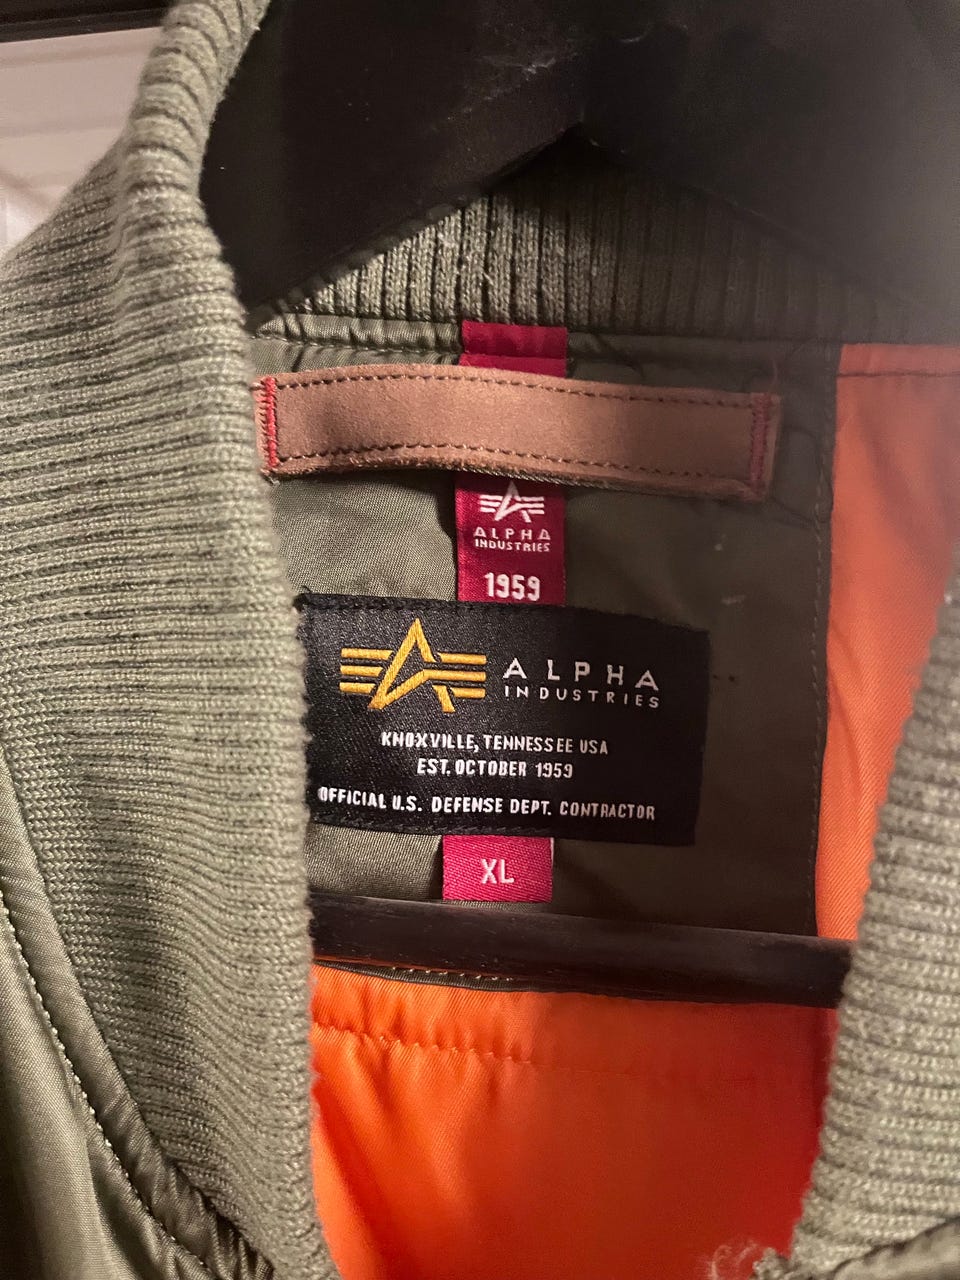 ALPHA
INDUSTRIES
1959
ALPHA
INDUSTRIES
KNOXVILLE, TENNESSEE USA
EST. OCTOBER 1959
OFFICIAL U.S. DEFENSE DEPT. CONTRACTOR
XL